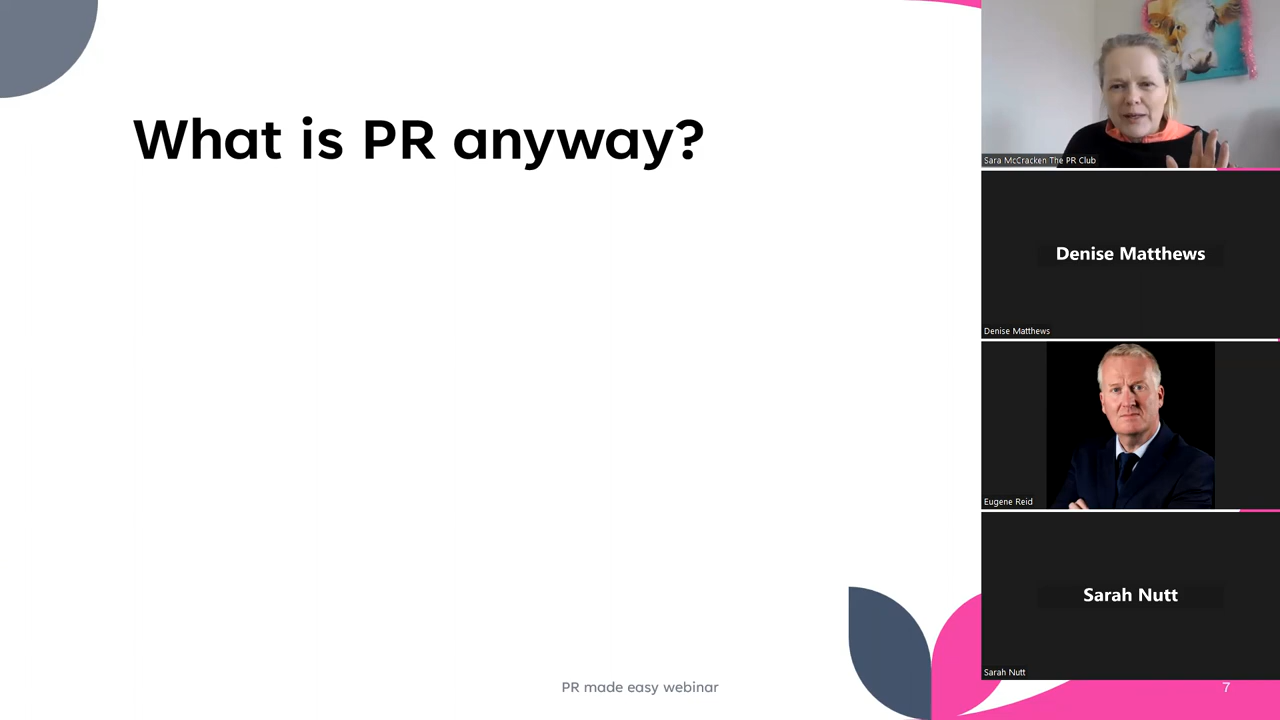 What is PR anyway?
Sara McCracken The PR Club
Denise Matthews
Denise Matthews
Eugene Reid
Sarah Nutt
Sarah Nutt
PR made easy webinar
7